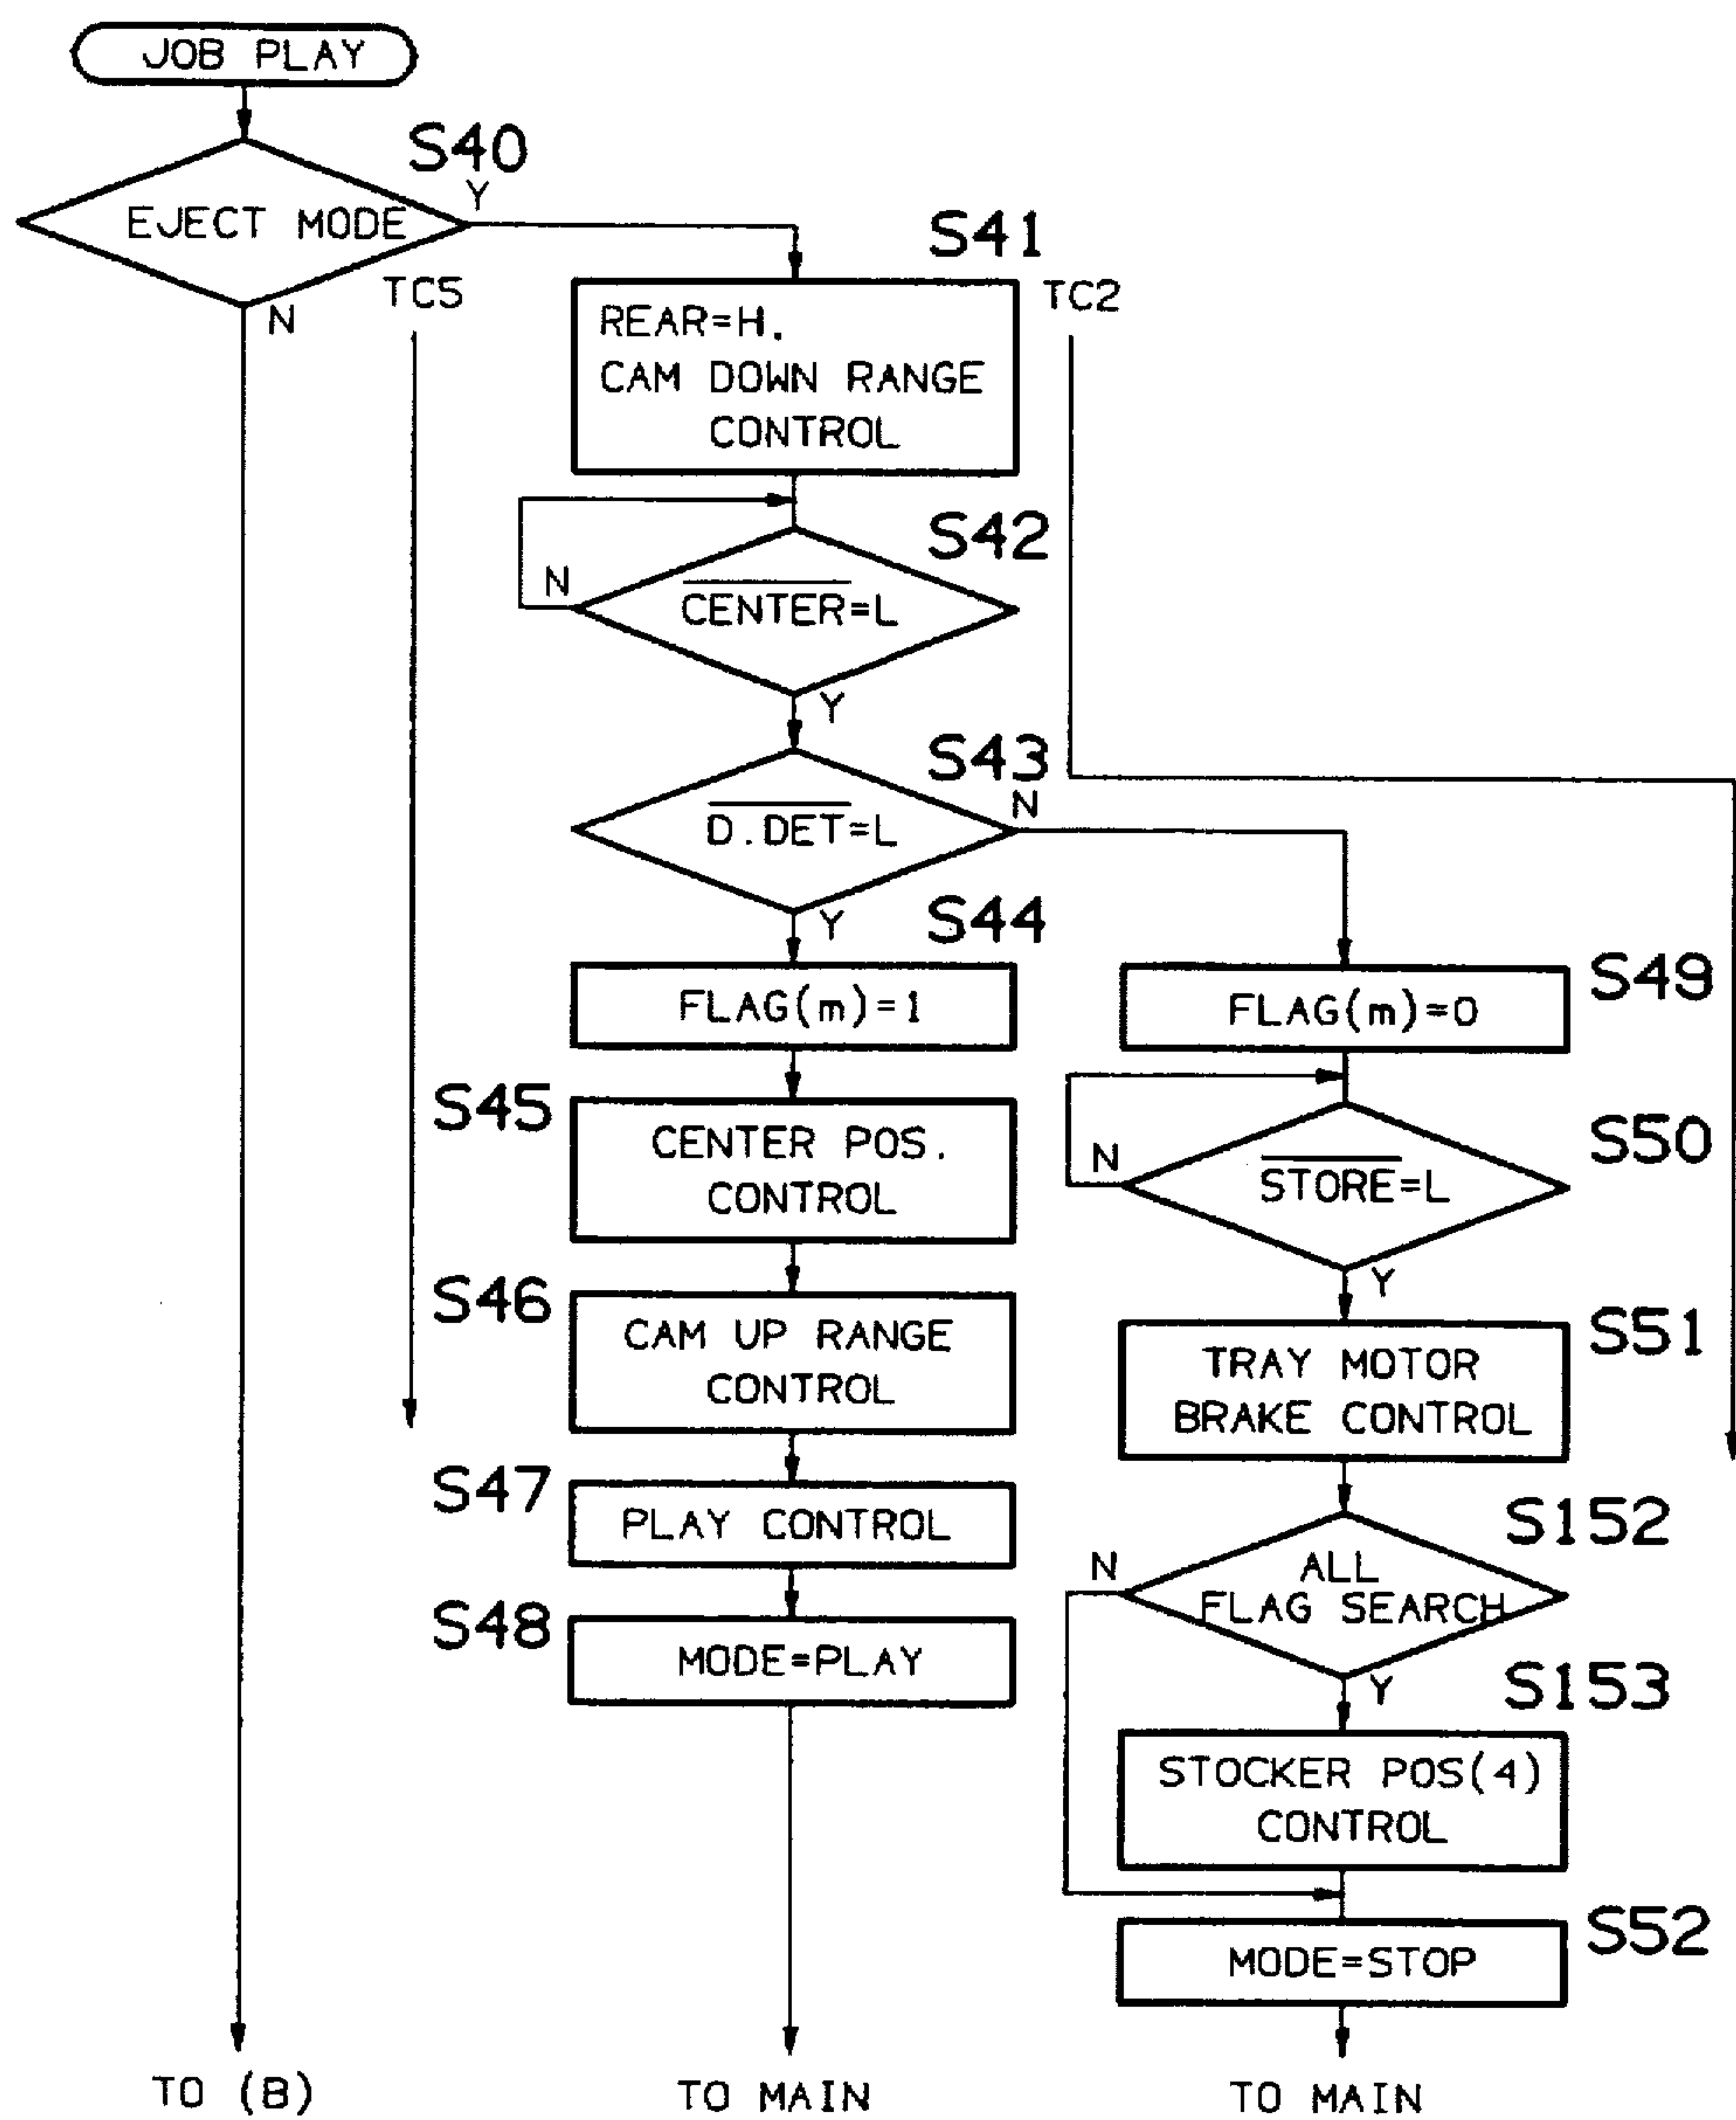 JOB PLAY
S40
Y
EJECT MODE
N
TC5
S41
TC2
REAR=H.
CAM DOWN RANGE
CONTROL
S42
N
CENTER=L
Y
S43
N
D.DET=L
Y
S44
FLAG(m)=1
S49
FLAG(m)=0
S45
CENTER POS.
CONTROL
S50
N
STORE=L
Y
S46
CAM UP RANGE
CONTROL
S51
TRAY MOTOR
BRAKE CONTROL
S47
PLAY CONTROL
S152
N
ALL
FLAG SEARCH
Y
S48
MODE=PLAY
S153
STOCKER POS(4)
CONTROL
S52
MODE=STOP
TO (B)
TO MAIN
TO MAIN